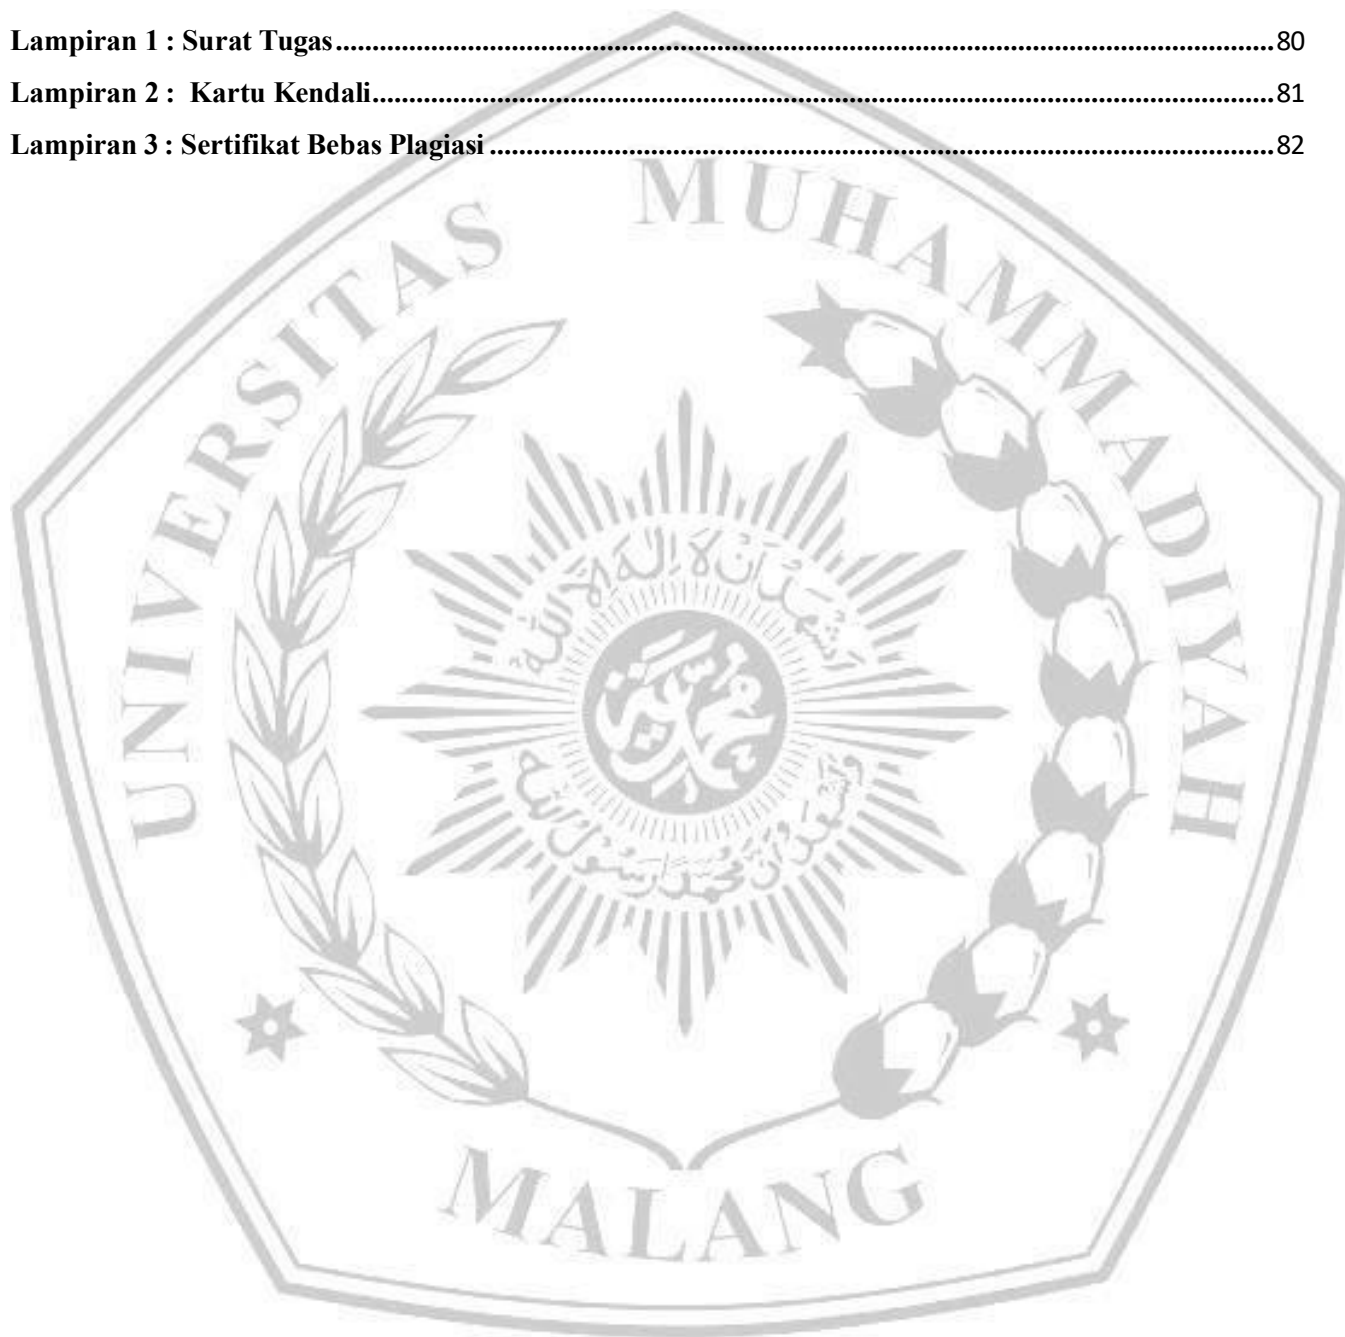 Lampiran 1 : Surat Tugas....................................................................................................................................80
Lampiran 2 :  Kartu Kendali...............................................................................................................................81
Lampiran 3 : Sertifikat Bebas Plagiasi..............................................................................................................82
UNIVERSITAS MUHAMMADIYAH
MALANG